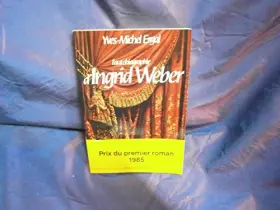 Yves-Michel Ergal
l'autobiographie
d'Ingrid Weber
Prix du premier roman
1985